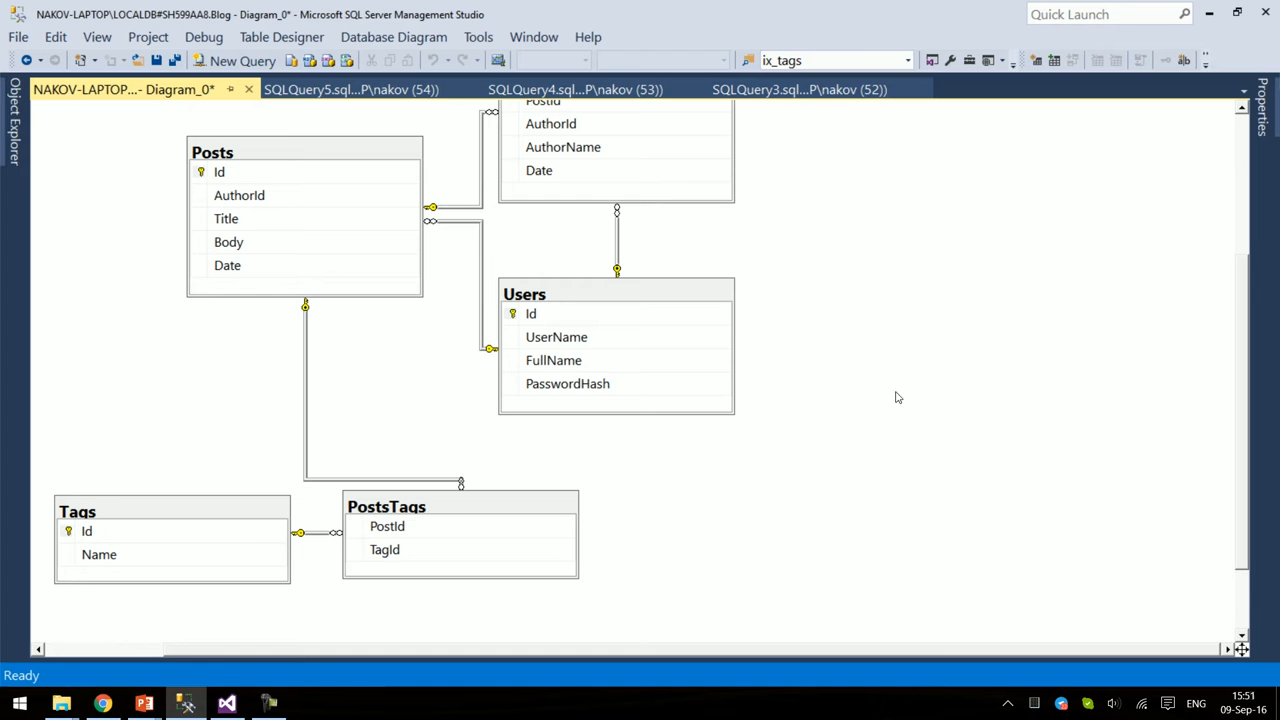 NAKOV-LAPTOP\LOCALDB#SH599AA8.Blog - Diagram_0* - Microsoft SQL Server Management Studio
Quick Launch
File Edit View Project Debug Table Designer Database Diagram Tools Window Help
New Query
ix_tags
NAKOV-LAPTOP...- Diagram_0*
SQLQuery5.sql...P\nakov (54))
SQLQuery4.sql...P\nakov (53))
SQLQuery3.sql...P\nakov (52))
Object Explorer
Properties
PostId
AuthorId
AuthorName
Date
Posts
Id
AuthorId
Title
Body
Date
Users
Id
UserName
FullName
PasswordHash
Tags
Id
Name
PostsTags
PostId
TagId
Ready
ENG
15:51
09-Sep-16